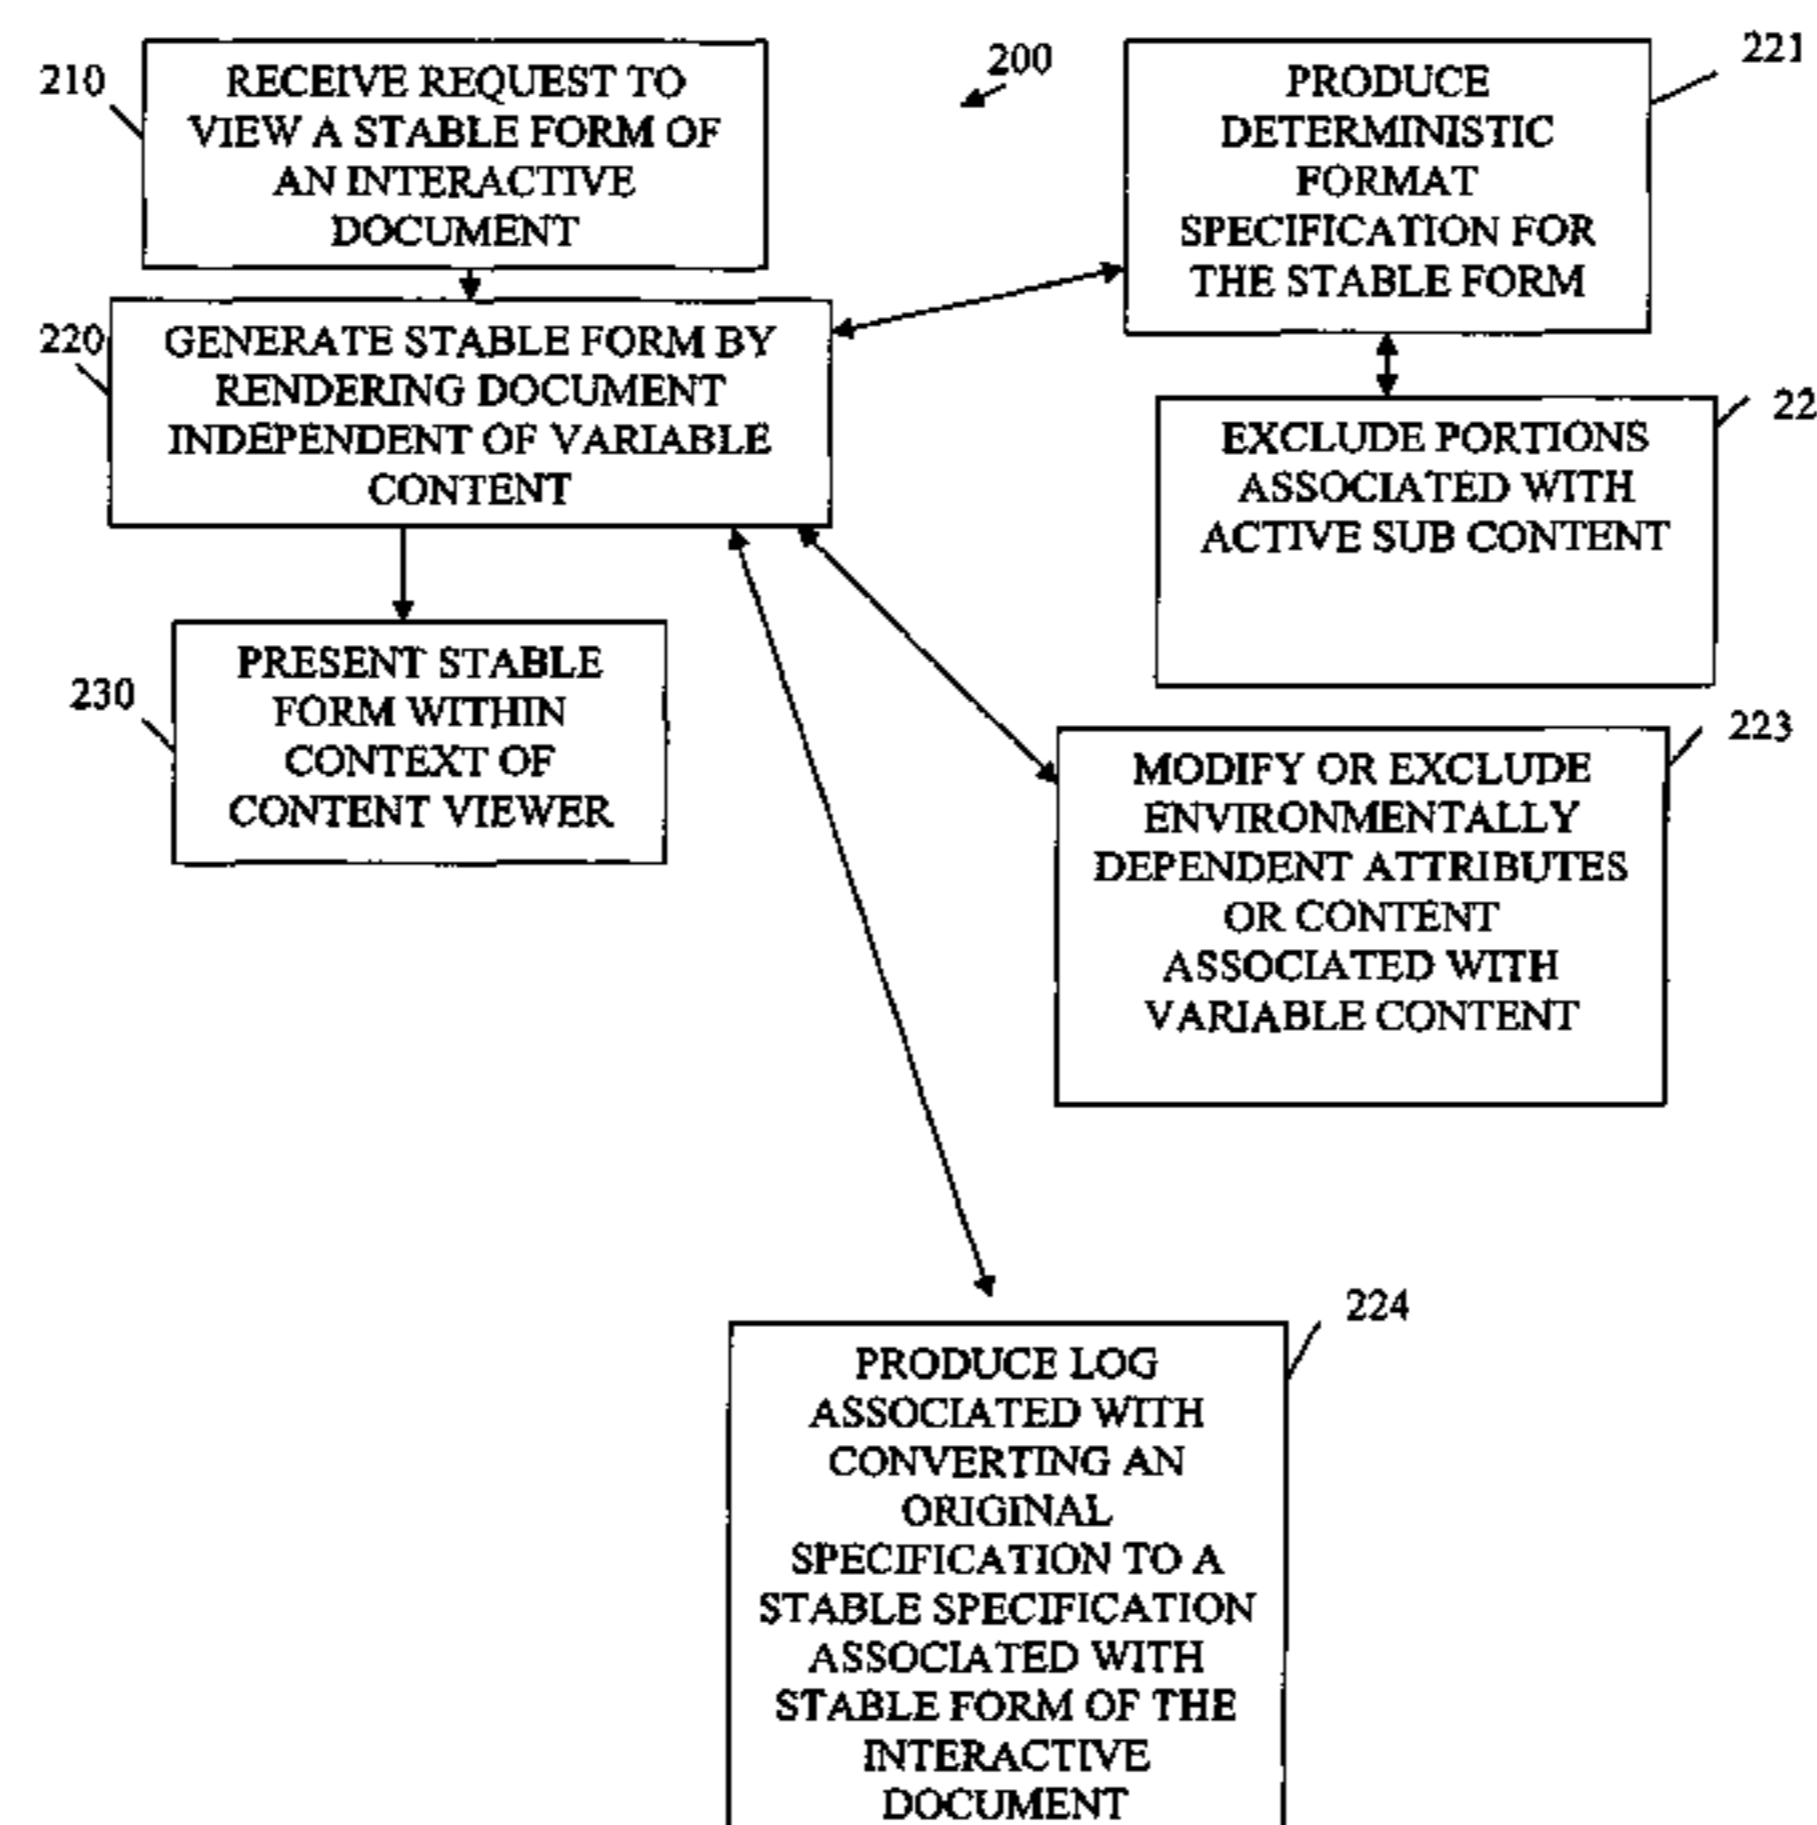 200
210
RECEIVE REQUEST TO
VIEW A STABLE FORM OF
AN INTERACTIVE
DOCUMENT
221
PRODUCE
DETERMINISTIC
FORMAT
SPECIFICATION FOR
THE STABLE FORM
220
GENERATE STABLE FORM BY
RENDERING DOCUMENT
INDEPENDENT OF VARIABLE
CONTENT
22
EXCLUDE PORTIONS
ASSOCIATED WITH
ACTIVE SUB CONTENT
230
PRESENT STABLE
FORM WITHIN
CONTEXT OF
CONTENT VIEWER
223
MODIFY OR EXCLUDE
ENVIRONMENTALLY
DEPENDENT ATTRIBUTES
OR CONTENT
ASSOCIATED WITH
VARIABLE CONTENT
224
PRODUCE LOG
ASSOCIATED WITH
CONVERTING AN
ORIGINAL
SPECIFICATION TO A
STABLE SPECIFICATION
ASSOCIATED WITH
STABLE FORM OF THE
INTERACTIVE
DOCUMENT